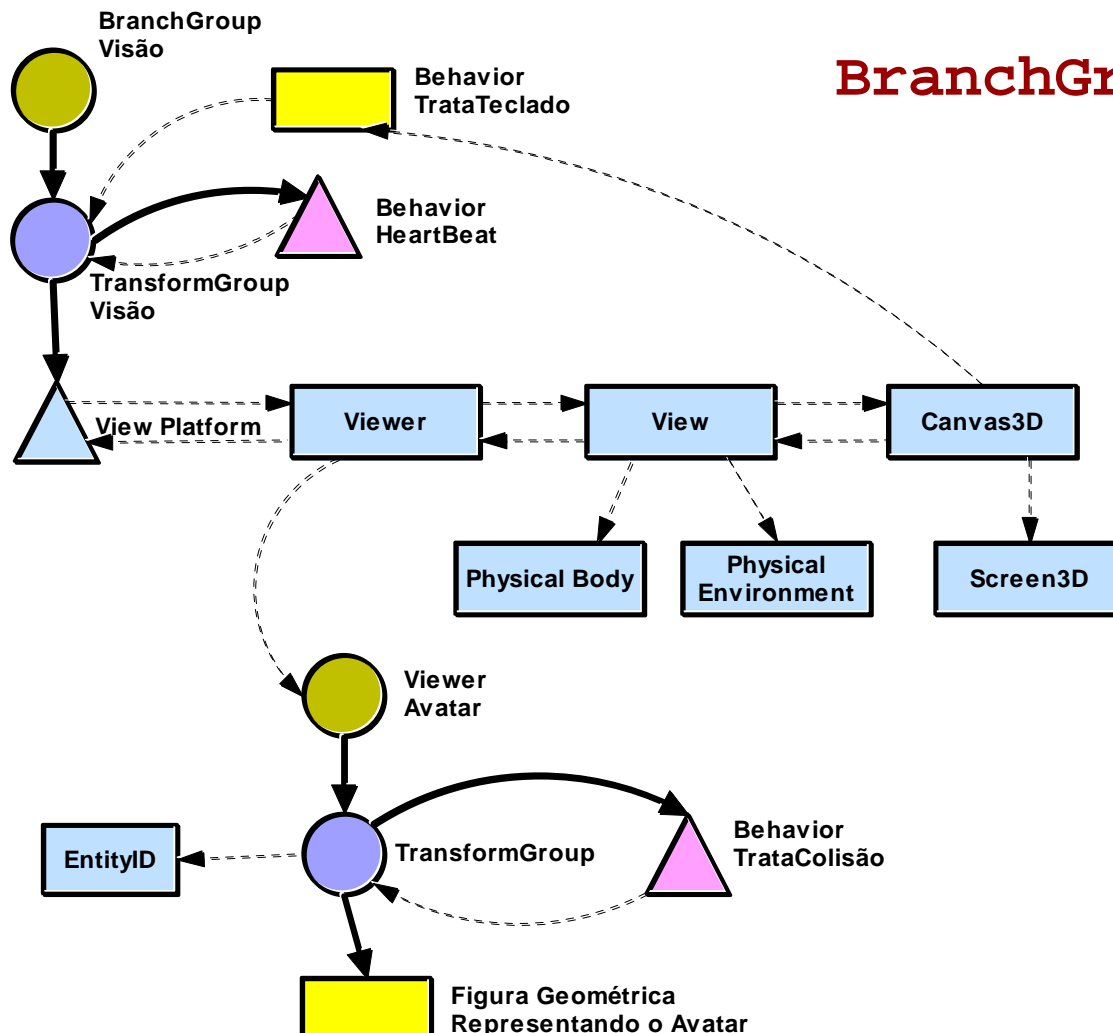 BranchGroup
Visão
BranchGr
Behavior
TrataTeclado
Behavior
HeartBeat
TransformGroup
Visão
View Platform
Viewer
View
Canvas3D
Physical Body
Physical
Environment
Screen3D
Viewer
Avatar
EntityID
TransformGroup
Behavior
TrataColisão
Figura Geométrica
Representando o Avatar